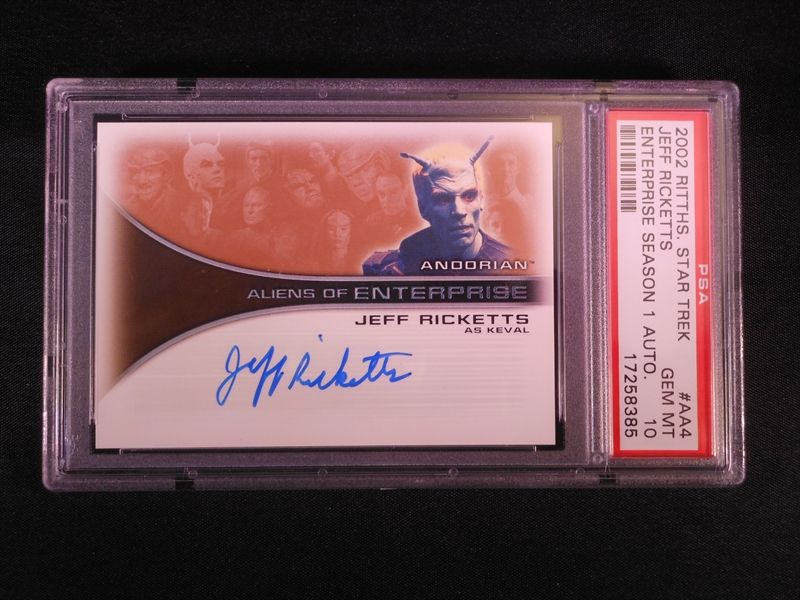 ANDORIAN™
ALIENS OF ENTERPRISE
JEFF RICKETTS
AS KEVAL
Jeff Ricketts
PSA
2002 RITTHS. STAR TREK #AA4
JEFF RICKETTS GEM MT
ENTERPRISE SEASON 1 AUTO. 10
17258385